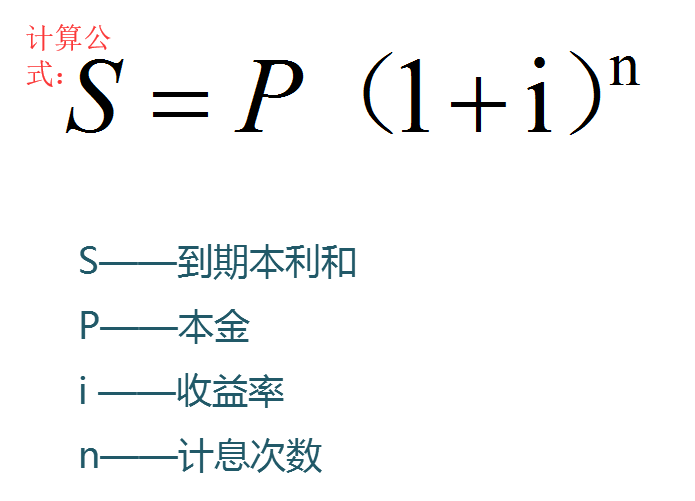 计算公
式：
S = P （1+i）ⁿ
S——到期本利和
P——本金
i ——收益率
n——计息次数